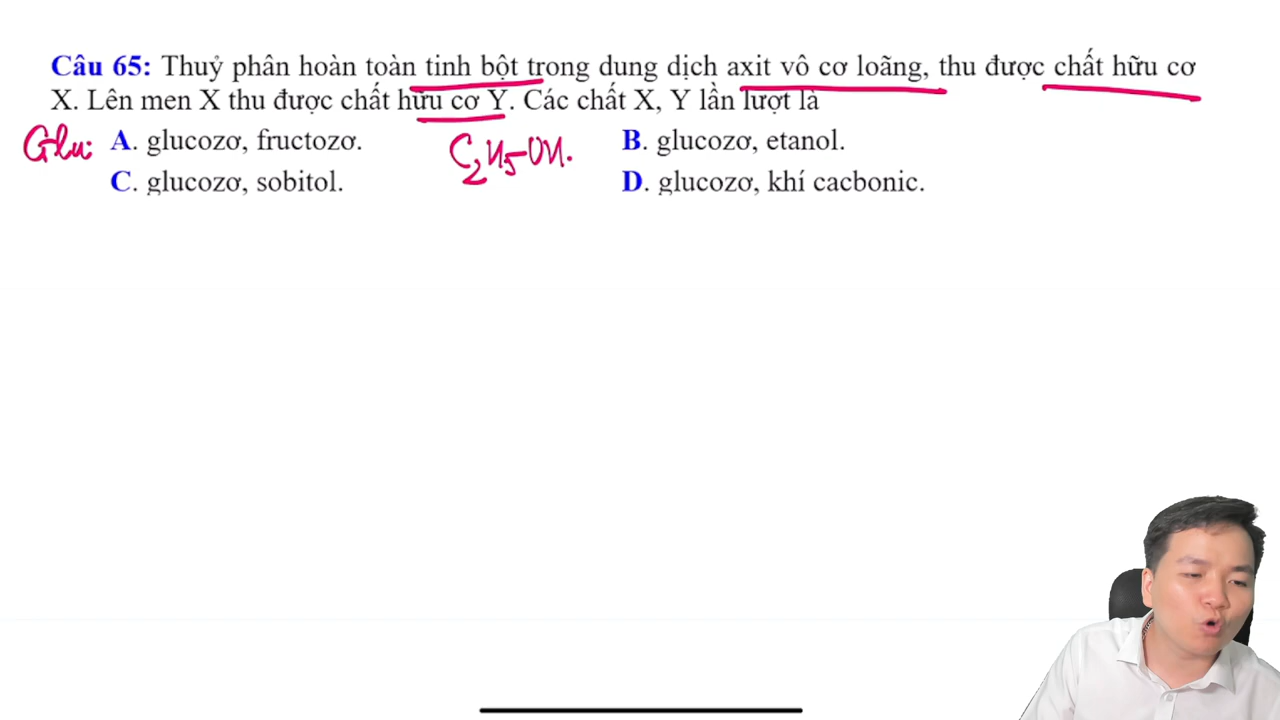 Câu 65: Thuỷ phân hoàn toàn tinh bột trong dung dịch axit vô cơ loãng, thu được chất hữu cơ
X. Lên men X thu được chất hữu cơ Y. Các chất X, Y lần lượt là
Glu: A. glucozơ, fructozơ. C2H5-OH. B. glucozơ, etanol.
C. glucozơ, sobitol. D. glucozơ, khí cacbonic.